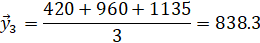 y⃗₃ = (420 + 960 + 1135)/3 = 838.3